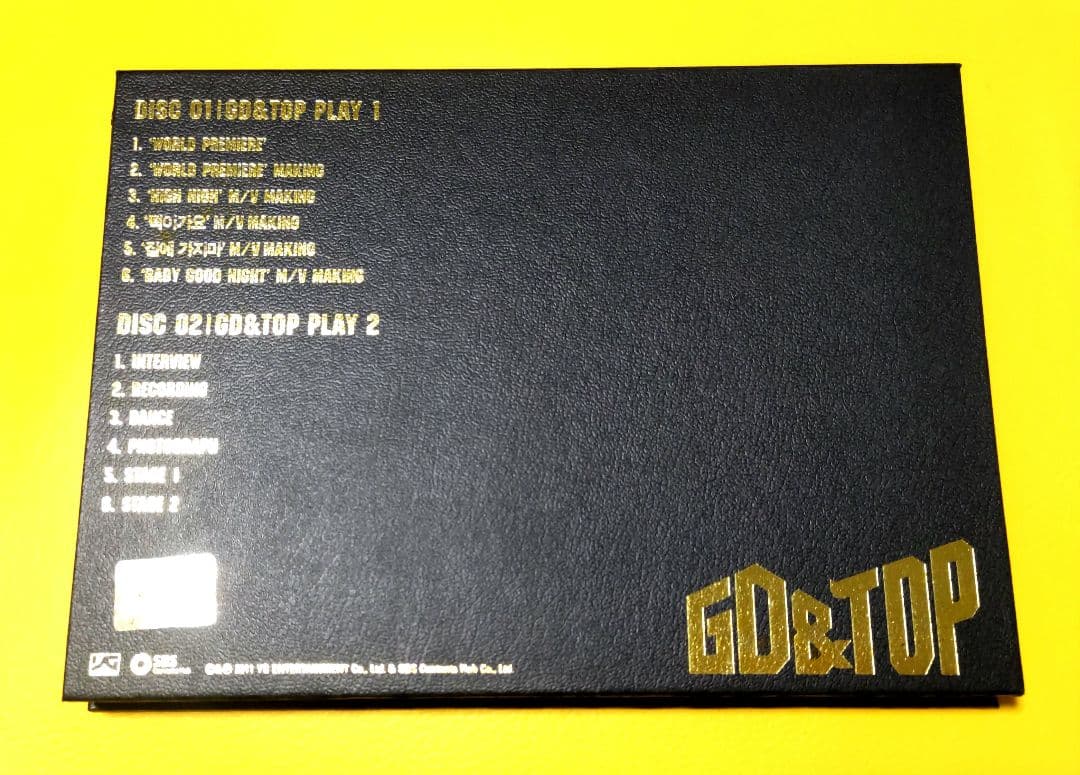 DISC 01 | GD&TOP PLAY 1
1. 'WORLD PREMIERE'
2. 'WORLD PREMIERE' MAKING
3. 'HIGH HIGH' M/V MAKING
4. '뻑이가요' M/V MAKING
5. '집에 가지마' M/V MAKING
6. 'BABY GOOD NIGHT' M/V MAKING
DISC 02 | GD&TOP PLAY 2
1. INTERVIEW
2. RECORDING
3. DANCE
4. PHOTOGRAPH
5. STAGE 1
6. STAGE 2
GD&TOP
YG
SBS
©&℗ 2011 YG ENTERTAINMENT Co., Ltd. & SBS Contents Hub Co., Ltd